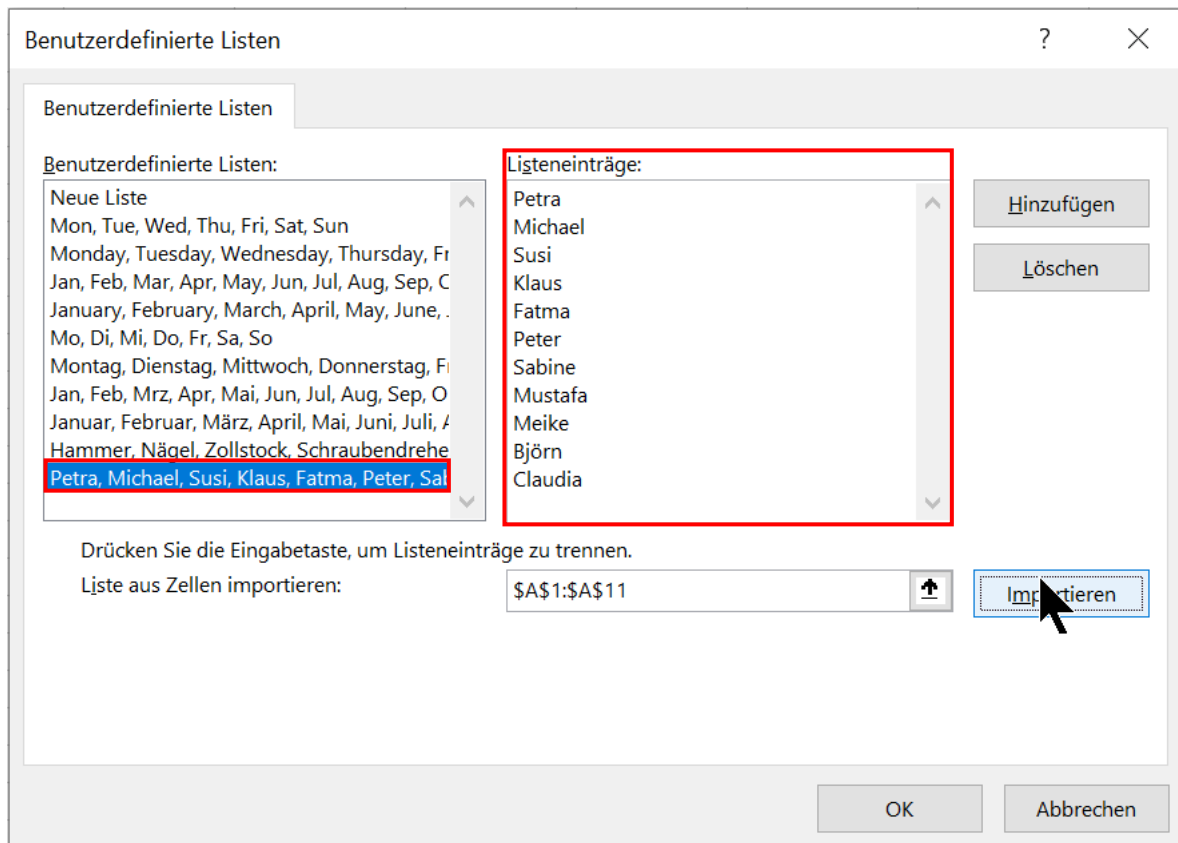 Benutzerdefinierte Listen
Benutzerdefinierte Listen
Benutzerdefinierte Listen:
Neue Liste
Mon, Tue, Wed, Thu, Fri, Sat, Sun
Monday, Tuesday, Wednesday, Thursday, Fr
Jan, Feb, Mar, Apr, May, Jun, Jul, Aug, Sep, O
January, February, March, April, May, June, J
Mo, Di, Mi, Do, Fr, Sa, So
Montag, Dienstag, Mittwoch, Donnerstag, Fr
Jan, Feb, Mrz, Apr, Mai, Jun, Jul, Aug, Sep, O
Januar, Februar, März, April, Mai, Juni, Juli, A
Hammer, Nägel, Zollstock, Schraubendrehe
Petra, Michael, Susi, Klaus, Fatma, Peter, Sab
Listeneinträge:
Petra
Michael
Susi
Klaus
Fatma
Peter
Sabine
Mustafa
Meike
Björn
Claudia
Hinzufügen
Löschen
Drücken Sie die Eingabetaste, um Listeneinträge zu trennen.
Liste aus Zellen importieren:
$A$1:$A$11
Importieren
OK
Abbrechen